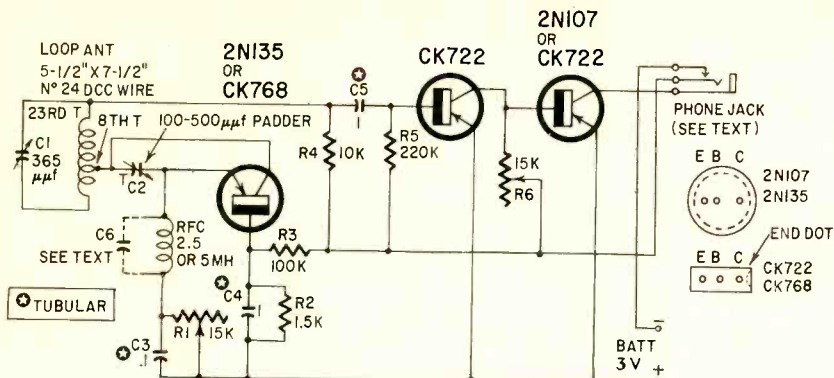 LOOP ANT
5-1/2" X 7-1/2"
Nº 24 DCC WIRE
23RD T
8TH T
C1
365
μμf
100-500μμf PADDER
T
C2
2N135
OR
CK768
C6
SEE TEXT
RFC
2.5
OR 5MH
TUBULAR
C3
.1
R1
15K
C4
1
R2
1.5K
R3
100K
C5
1
R4
10K
R5
220K
CK722
15K
R6
2N107
OR
CK722
PHONE JACK
(SEE TEXT)
E B C
2N107
2N135
END DOT
E B C
CK722
CK768
BATT
3V
−
+